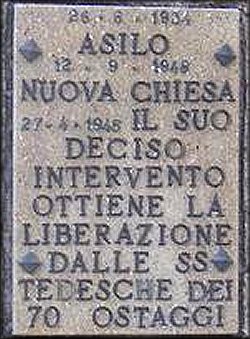 26-8-1934
ASILO
12-9-1948
NUOVA CHIESA
27-4-1945 IL SUO
DECISO
INTERVENTO
OTTIENE LA
LIBERAZIONE
DALLE SS
TEDESCHE DEI
70 OSTAGGI